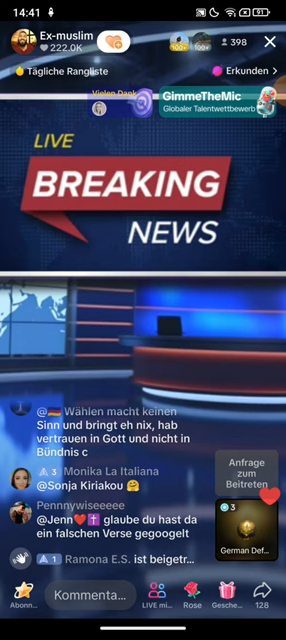 14:41
91
Ex-muslim
222.0K
100+
100+
398
Tägliche Rangliste
Erkunden >
Vielen Dank
GimmeTheMic
Globaler Talentwettbewerb
LIVE
BREAKING
NEWS
@🇩🇪 Wählen macht keinen
Sinn und bringt eh nix, hab
vertrauen in Gott und nicht in
Bündnis c
3 Monika La Italiana
@Sonja Kiriakou 🤗
Pennnywiseeeee
@Jenn❤️✝️ glaube du hast da
ein falschen Verse gegoogelt
1 Ramona E.S. ist beigetr...
Anfrage
zum
Beitreten
3
German Def...
Kommenta...
Abonn...
LIVE mi...
Rose
Gesche...
128